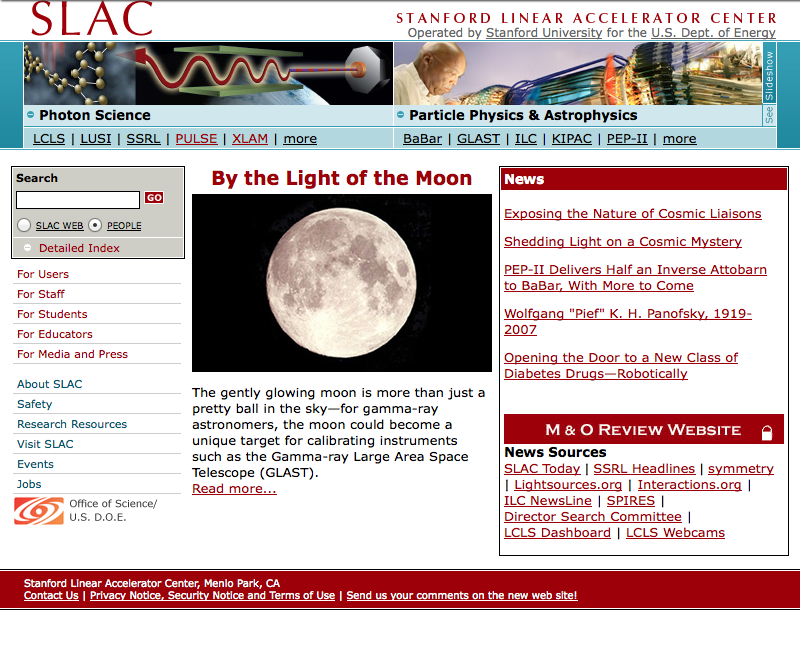 SLAC
STANFORD LINEAR ACCELERATOR CENTER
Operated by Stanford University for the U.S. Dept. of Energy
See Slideshow
Photon Science
Particle Physics & Astrophysics
LCLS | LUSI | SSRL | PULSE | XLAM | more
BaBar | GLAST | ILC | KIPAC | PEP-II | more
Search
GO
SLAC WEB PEOPLE
Detailed Index
For Users
For Staff
For Students
For Educators
For Media and Press
About SLAC
Safety
Research Resources
Visit SLAC
Events
Jobs
Office of Science/
U.S. D.O.E.
By the Light of the Moon
The gently glowing moon is more than just a
pretty ball in the sky—for gamma-ray
astronomers, the moon could become a
unique target for calibrating instruments
such as the Gamma-ray Large Area Space
Telescope (GLAST).
Read more...
News
Exposing the Nature of Cosmic Liaisons
Shedding Light on a Cosmic Mystery
PEP-II Delivers Half an Inverse Attobarn
to BaBar, With More to Come
Wolfgang "Pief" K. H. Panofsky, 1919-
2007
Opening the Door to a New Class of
Diabetes Drugs—Robotically
M & O REVIEW WEBSITE
News Sources
SLAC Today | SSRL Headlines | symmetry
| Lightsources.org | Interactions.org |
ILC NewsLine | SPIRES |
Director Search Committee |
LCLS Dashboard | LCLS Webcams
Stanford Linear Accelerator Center, Menlo Park, CA
Contact Us | Privacy Notice, Security Notice and Terms of Use | Send us your comments on the new web site!